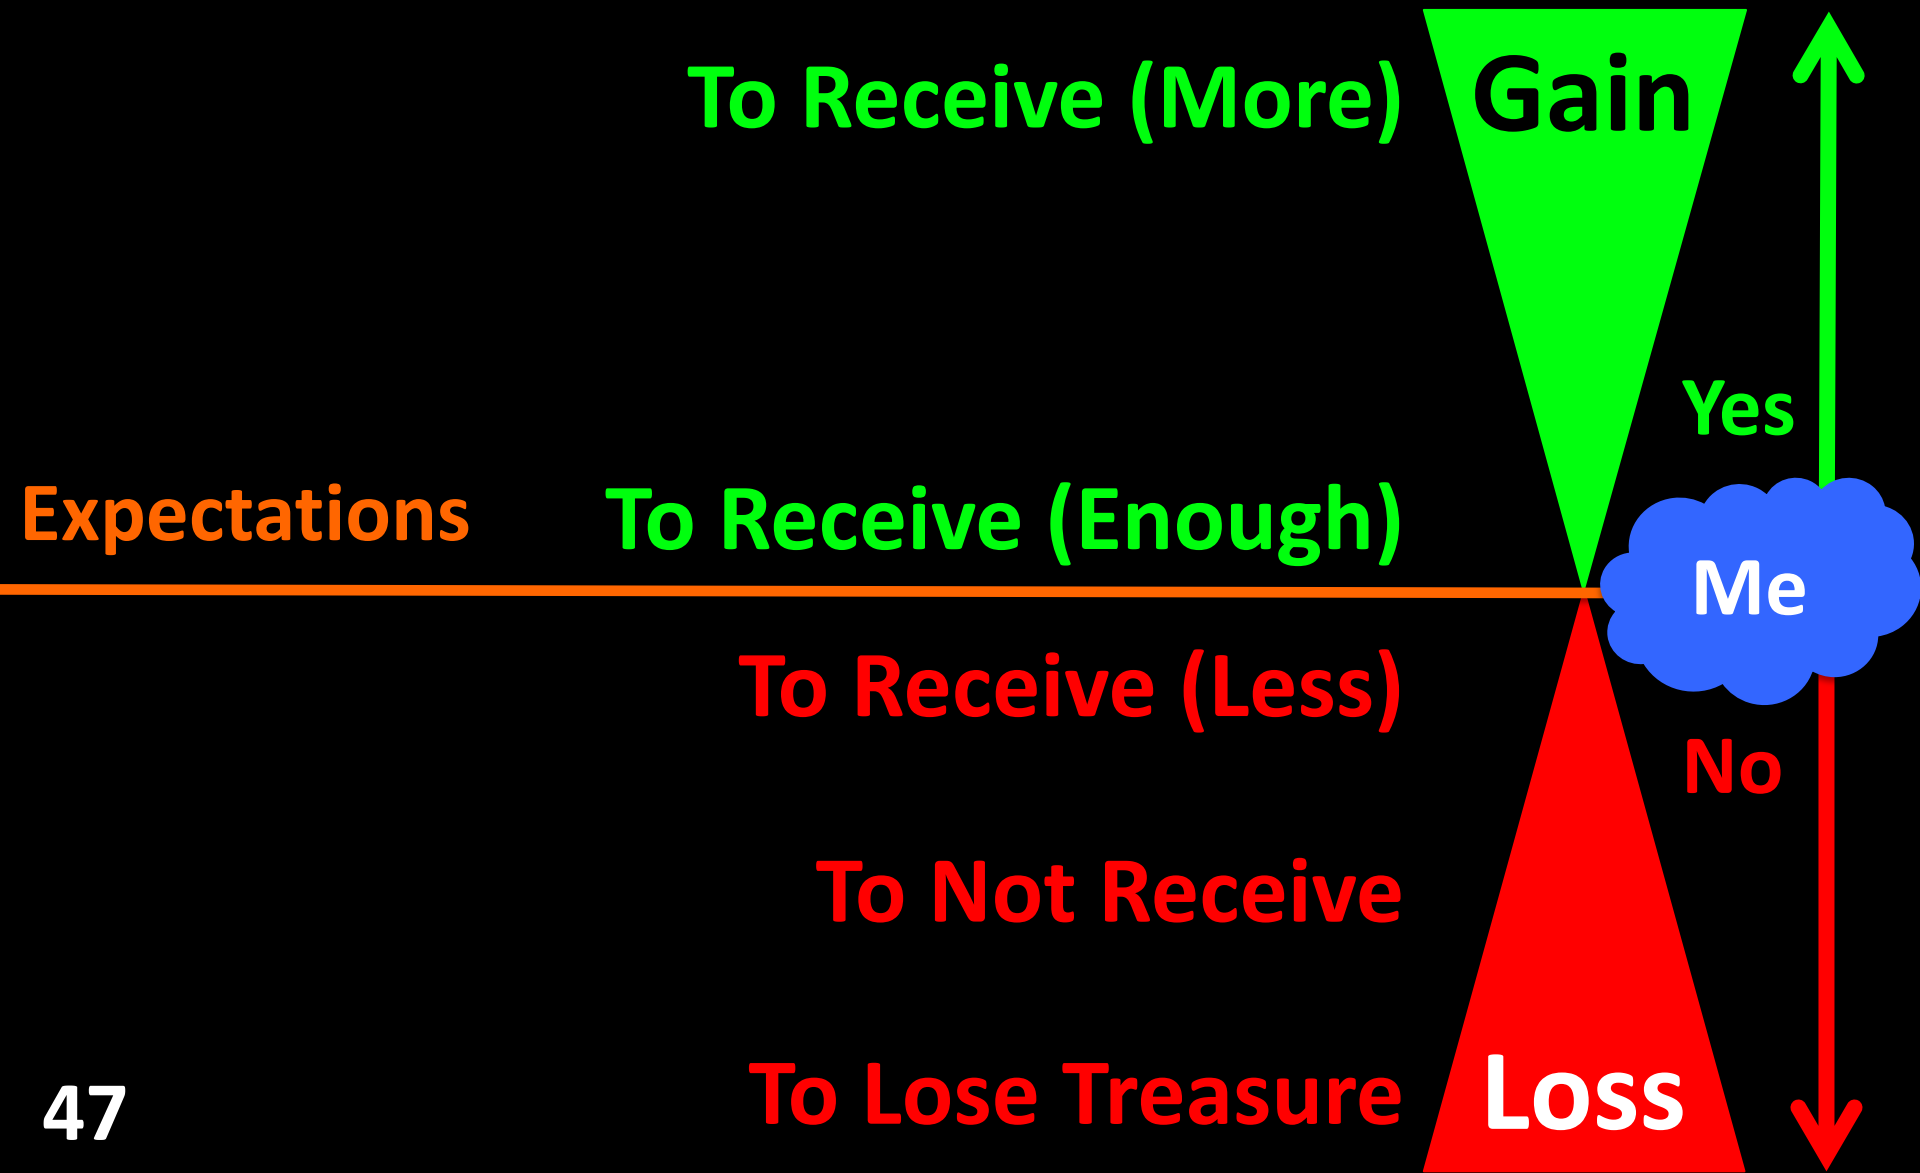 To Receive (More)
Gain
Yes
Expectations
To Receive (Enough)
Me
To Receive (Less)
No
To Not Receive
To Lose Treasure
Loss
47